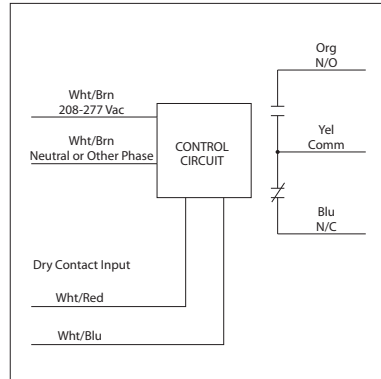 Org
N/O
Wht/Brn
208-277 Vac
Wht/Brn
Neutral or Other Phase
CONTROL
CIRCUIT
Yel
Comm
Blu
N/C
Dry Contact Input
Wht/Red
Wht/Blu